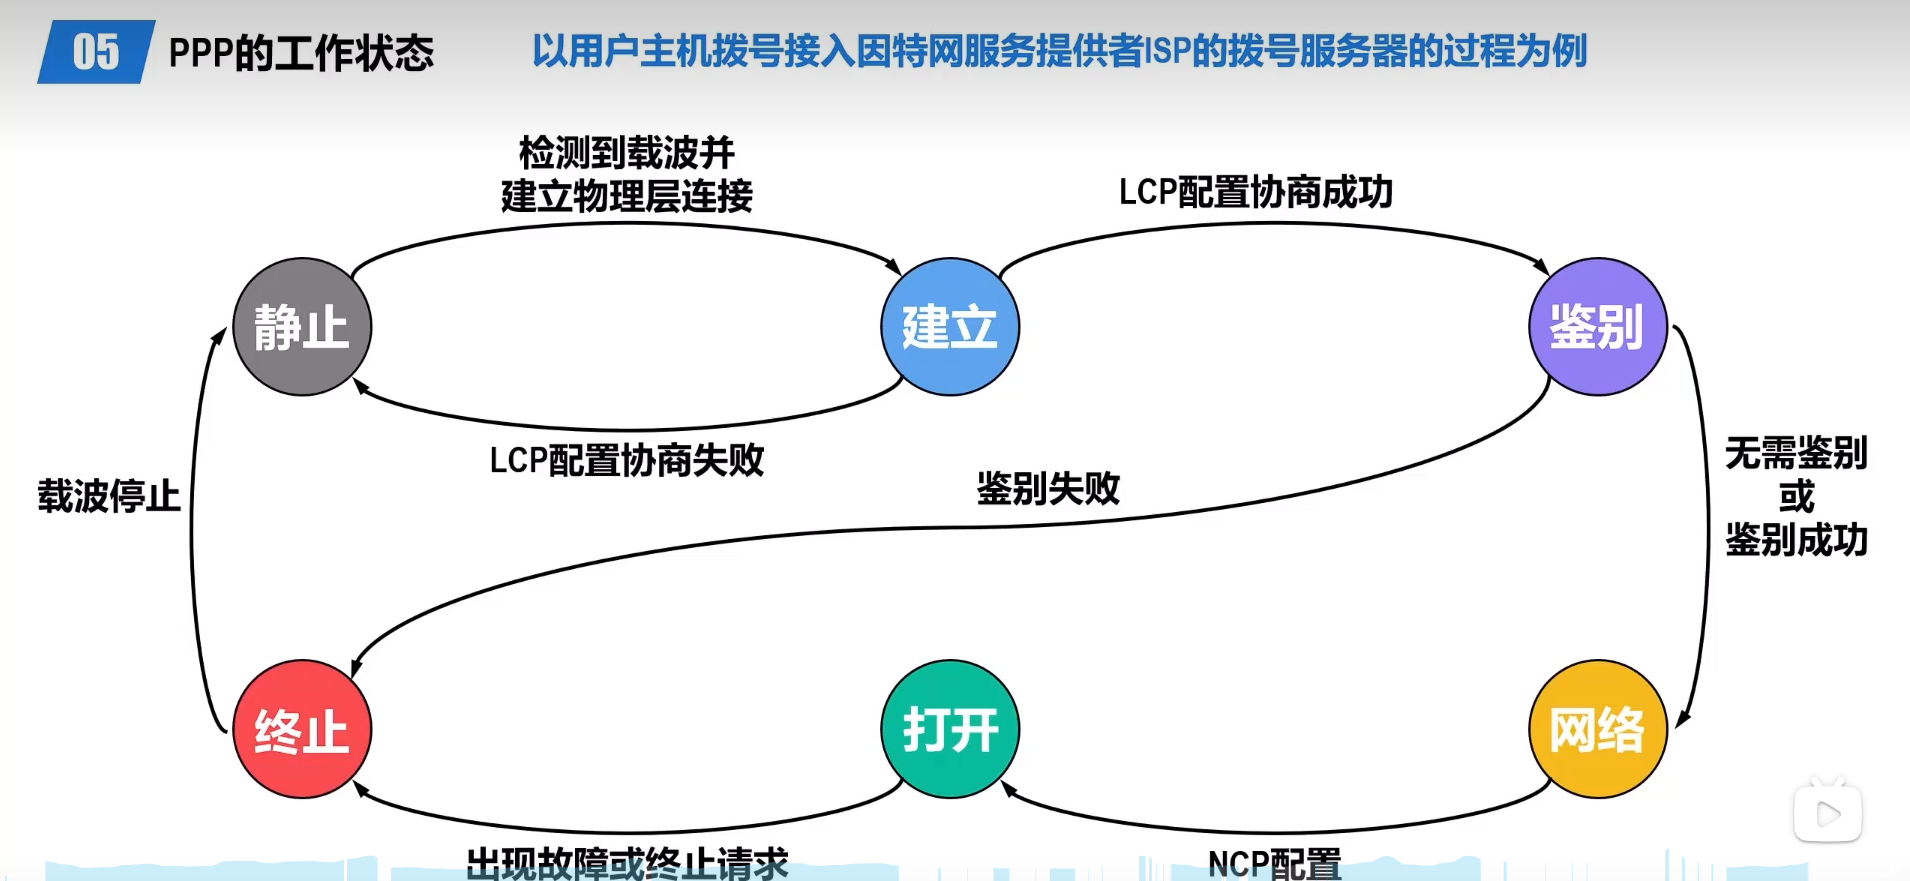 05 PPP的工作状态 以用户主机拨号接入因特网服务提供者ISP的拨号服务器的过程为例
检测到载波并
建立物理层连接
LCP配置协商成功
静止
建立
鉴别
LCP配置协商失败
载波停止
鉴别失败
无需鉴别
或
鉴别成功
终止
打开
网络
出现故障或终止请求
NCP配置